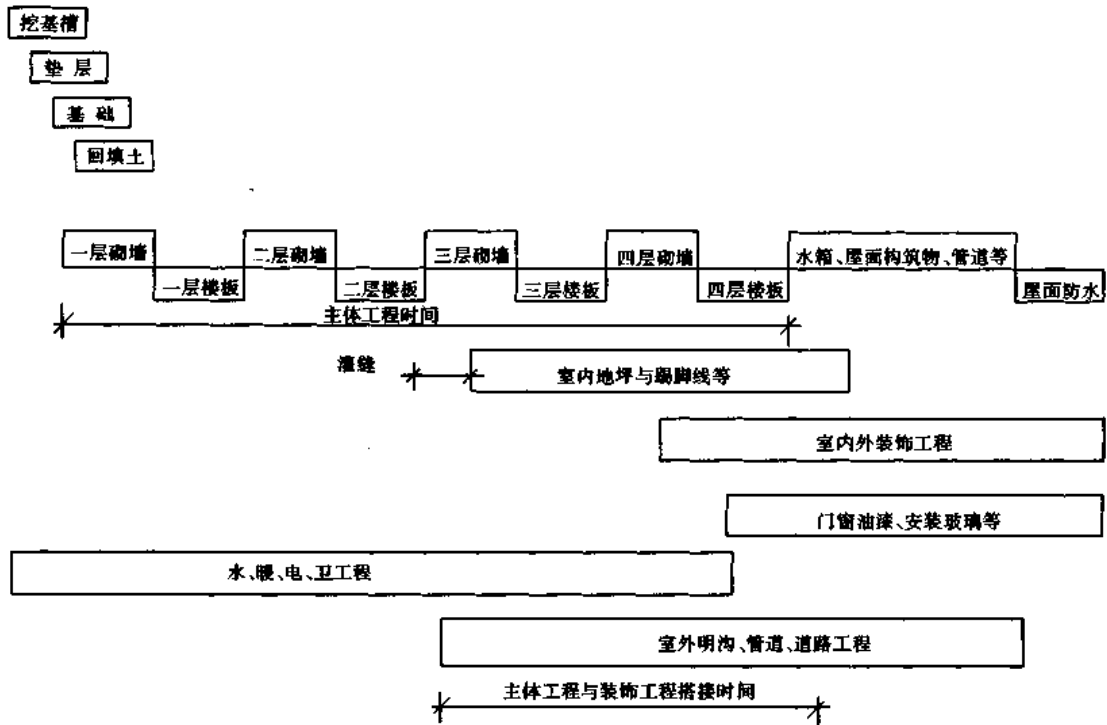 挖基槽
垫层
基础
回填土
一层砌墙
二层砌墙
三层砌墙
四层砌墙
水箱、屋面构筑物、管道等
一层楼板
二层楼板
三层楼板
四层楼板
屋面防水
主体工程时间
灌缝
室内地坪与踢脚线等
室内外装饰工程
门窗油漆、安装玻璃等
水、暖、电、卫工程
室外明沟、管道、道路工程
主体工程与装饰工程搭接时间